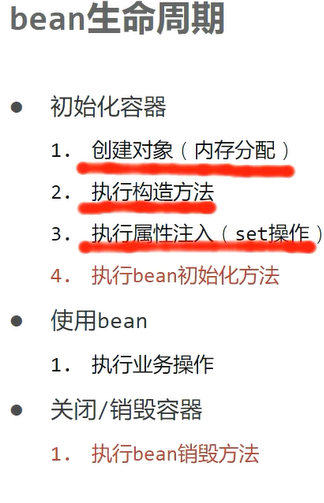 bean生命周期
● 初始化容器
1. 创建对象（内存分配）
2. 执行构造方法
3. 执行属性注入（set操作）
4. 执行bean初始化方法
● 使用bean
1. 执行业务操作
● 关闭/销毁容器
1. 执行bean销毁方法